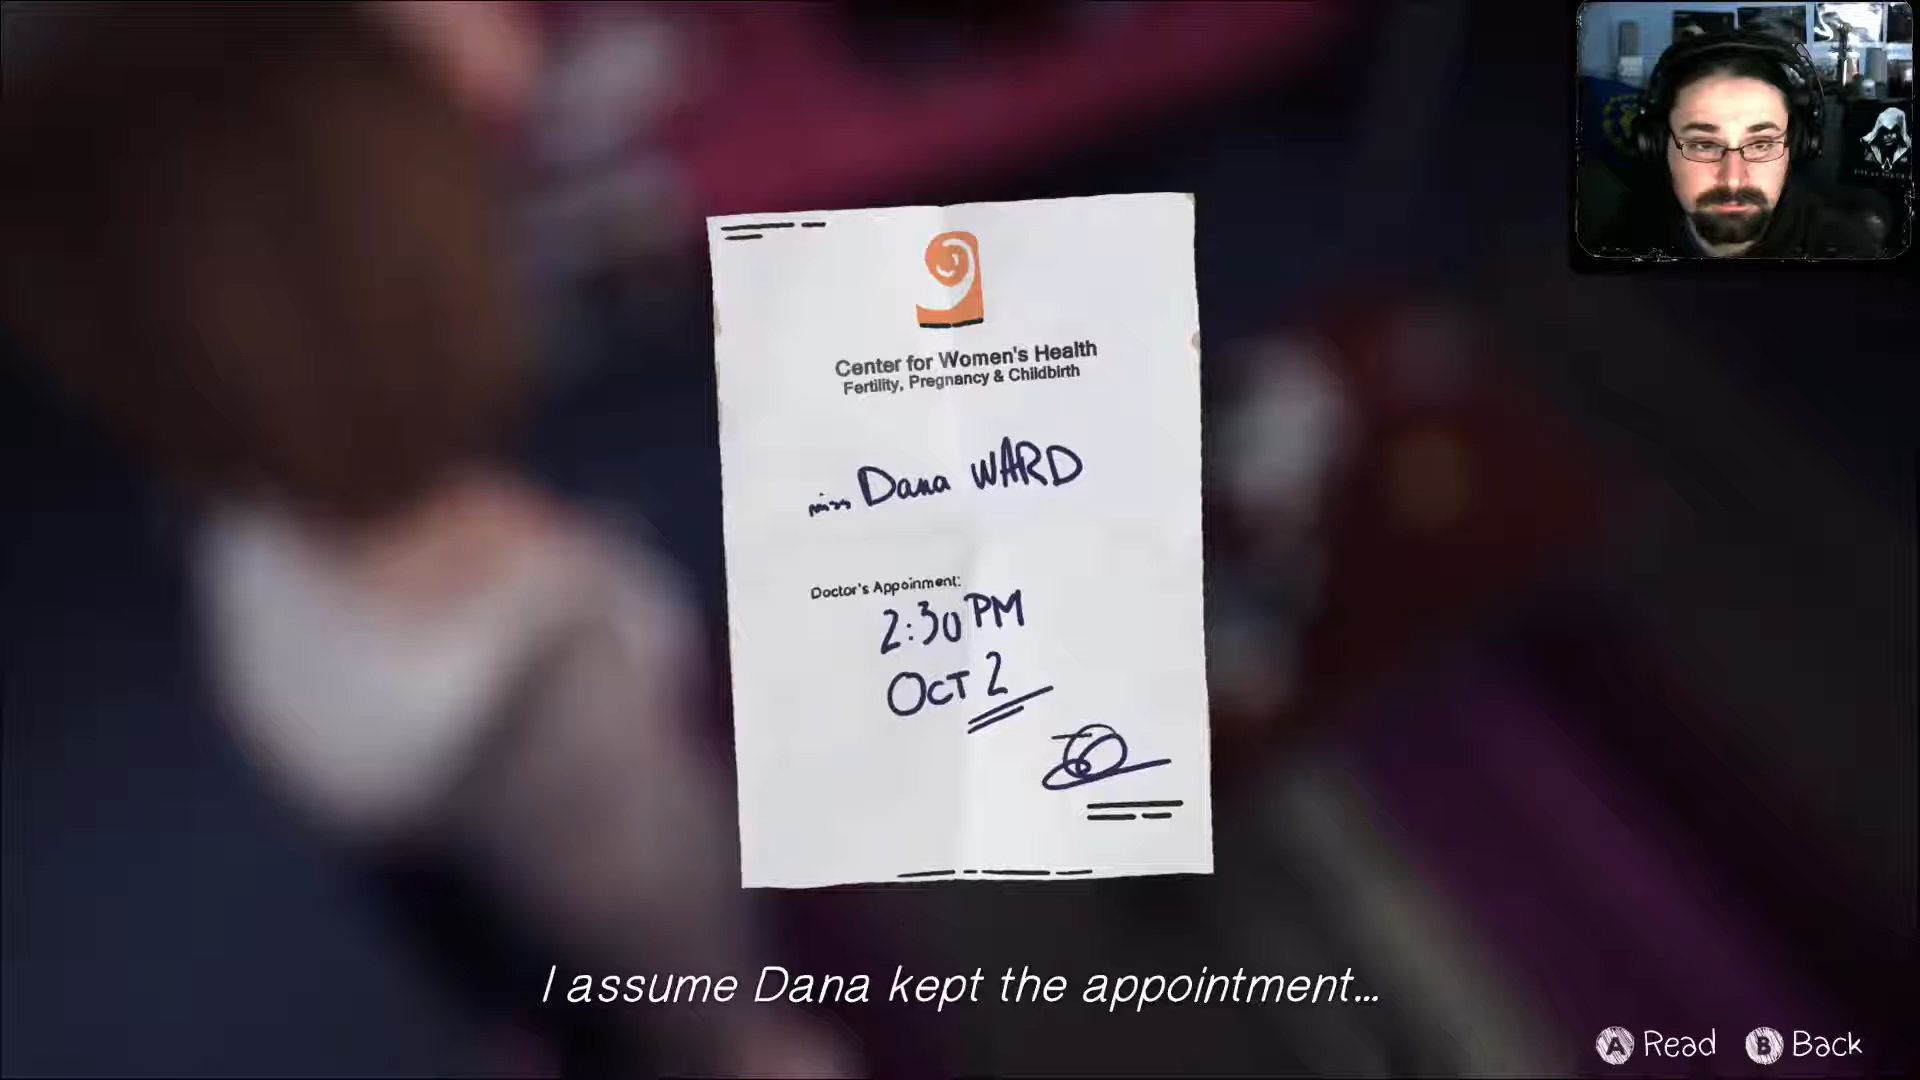 Center for Women's Health
Fertility, Pregnancy & Childbirth
miss Dana WARD
Doctor's Appoinment:
2:30 PM
OCT 2
I assume Dana kept the appointment...
A Read B Back